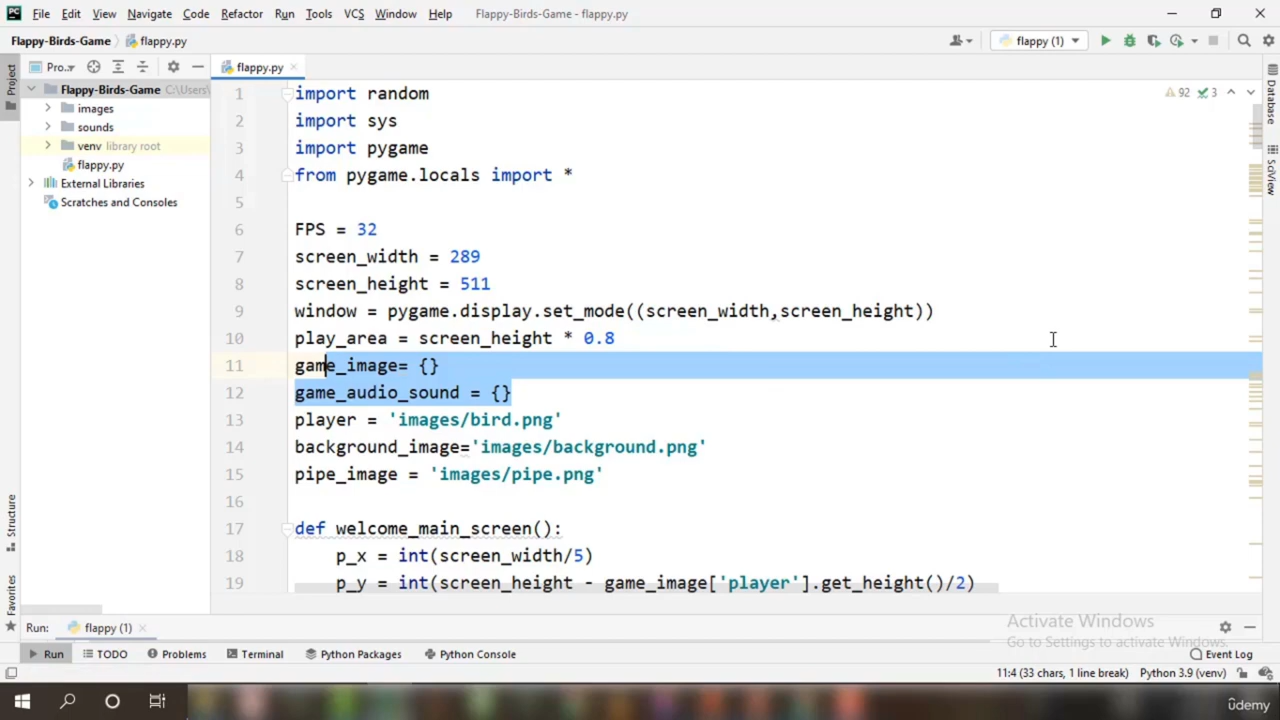 File Edit View Navigate Code Refactor Run Tools VCS Window Help Flappy-Birds-Game - flappy.py
Flappy-Birds-Game flappy.py flappy (1)
Pro.. flappy.py
Project
Flappy-Birds-Game C:\Users\
images
sounds
venv library root
flappy.py
External Libraries
Scratches and Consoles
Structure
Favorites
1 import random
2 import sys
3 import pygame
4 from pygame.locals import *
5
6 FPS = 32
7 screen_width = 289
8 screen_height = 511
9 window = pygame.display.set_mode((screen_width,screen_height))
10 play_area = screen_height * 0.8
11 game_image= {}
12 game_audio_sound = {}
13 player = 'images/bird.png'
14 background_image='images/background.png'
15 pipe_image = 'images/pipe.png'
16
17 def welcome_main_screen():
18 p_x = int(screen_width/5)
19 p_y = int(screen_height - game_image['player'].get_height()/2)
92 3
Database
SciView
Run: flappy (1)
Activate Windows
Go to Settings to activate Windows.
Run TODO Problems Terminal Python Packages Python Console Event Log
11:4 (33 chars, 1 line break) Python 3.9 (venv)
ûdemy